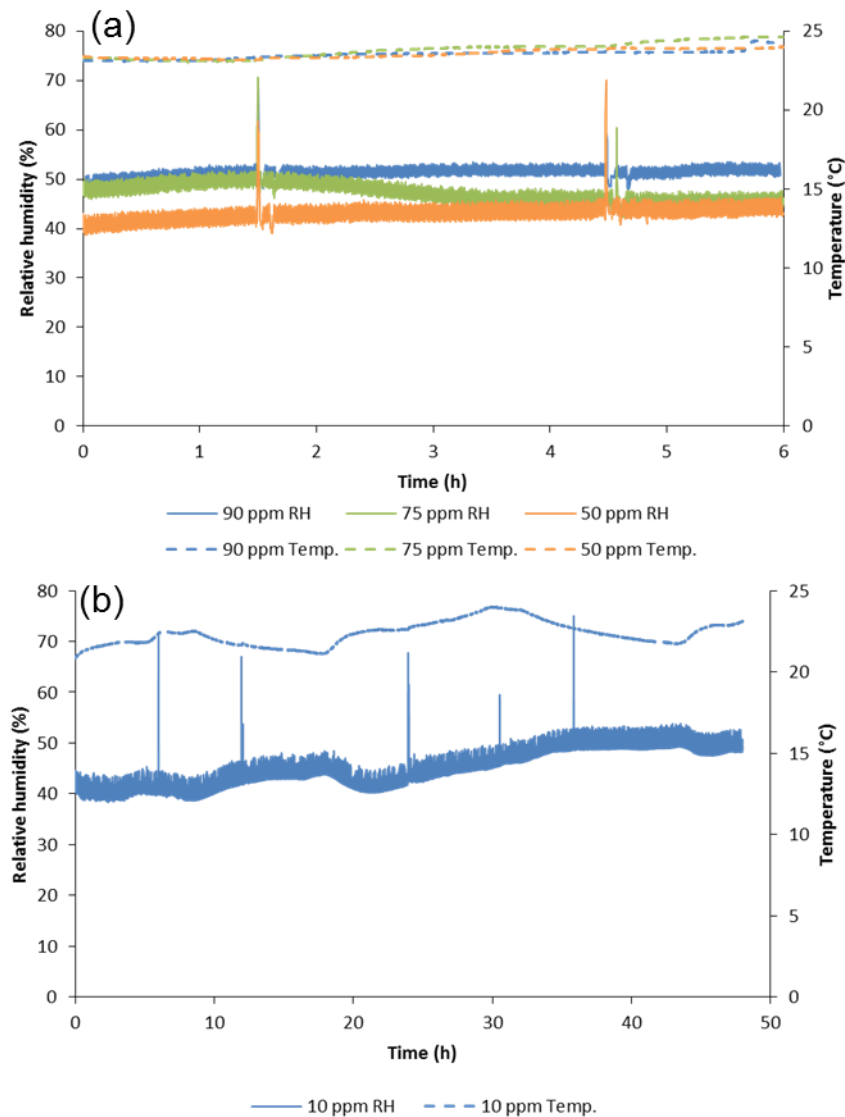 (a)
80
70
60
50
40
30
20
10
0
Relative humidity (%)
25
20
15
10
5
0
Temperature (°C)
0 1 2 3 4 5 6
Time (h)
90 ppm RH 75 ppm RH 50 ppm RH
90 ppm Temp. 75 ppm Temp. 50 ppm Temp.
(b)
80
70
60
50
40
30
20
10
0
Relative humidity (%)
25
20
15
10
5
0
Temperature (°C)
0 10 20 30 40 50
Time (h)
10 ppm RH 10 ppm Temp.